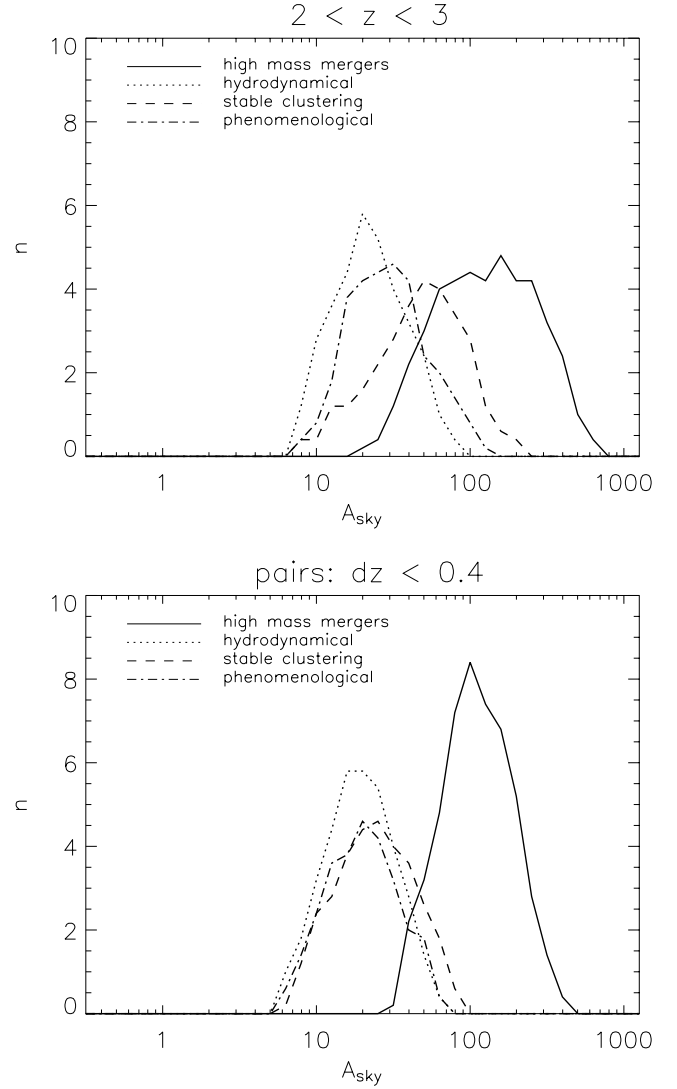 2 < z < 3
10
8
6
4
2
0
n
high mass mergers
hydrodynamical
stable clustering
phenomenological
1 10 100 1000
Asky
pairs: dz < 0.4
10
8
6
4
2
0
n
high mass mergers
hydrodynamical
stable clustering
phenomenological
1 10 100 1000
Asky